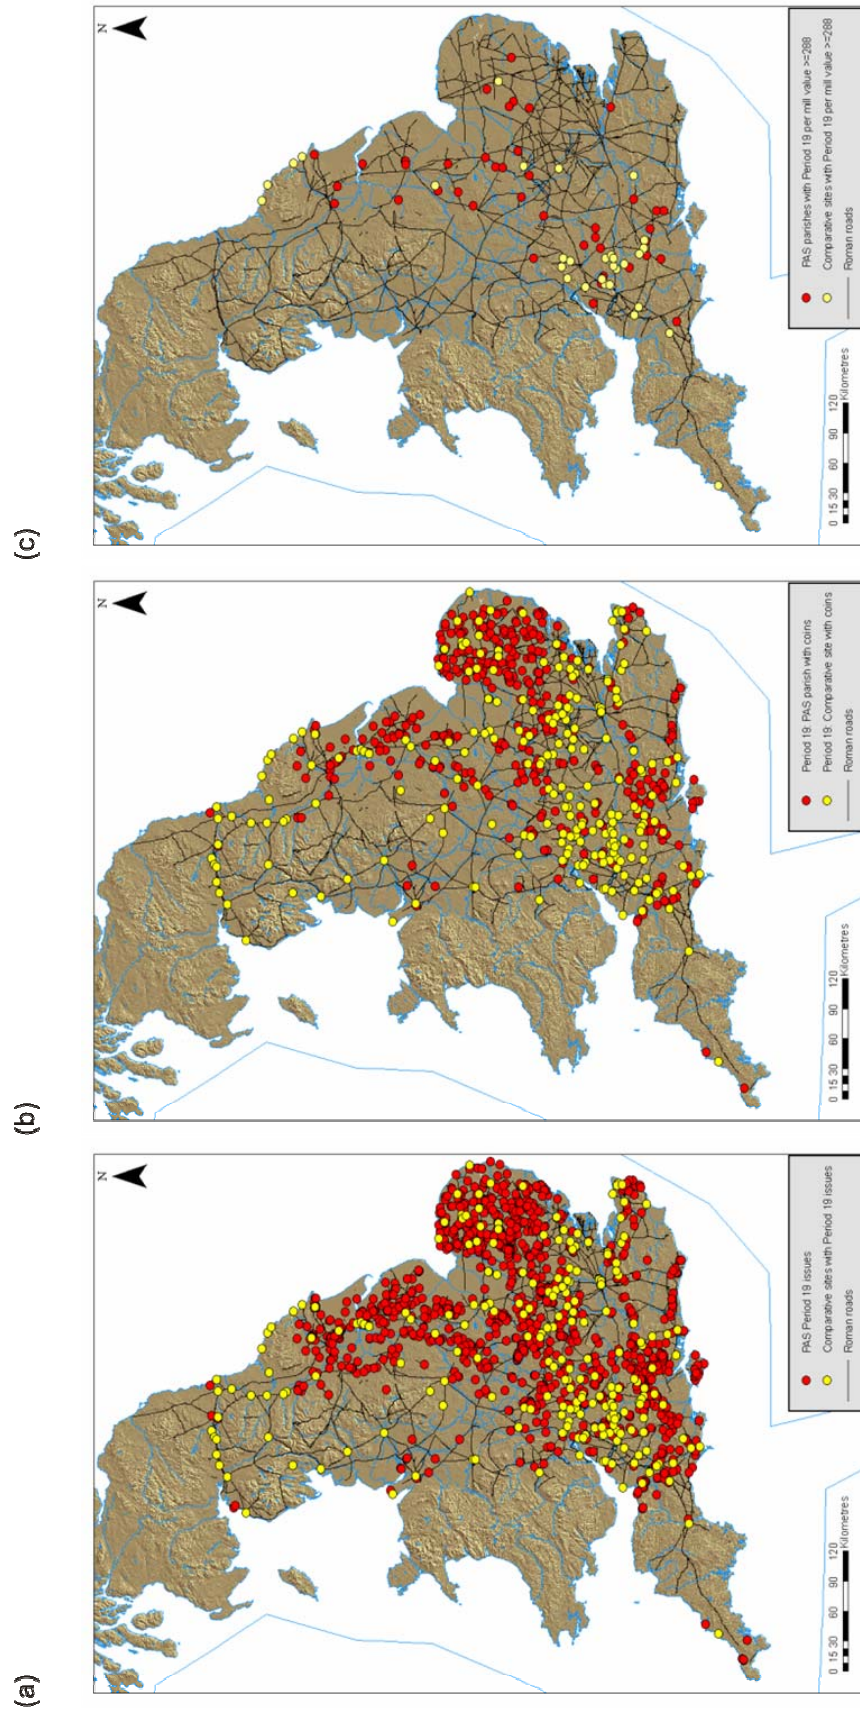 (a)
N
PAS Period 19 issues
Comparative sites with Period 19 issues
Roman roads
0 15 30 60 90 120
Kilometres
(b)
N
Period 19: PAS parish with coins
Period 19: Comparative site with coins
Roman roads
0 15 30 60 90 120
Kilometres
(c)
N
PAS parishes with Period 19 per mill value >=288
Comparative sites with Period 19 per mill value >=288
Roman roads
0 15 30 60 90 120
Kilometres